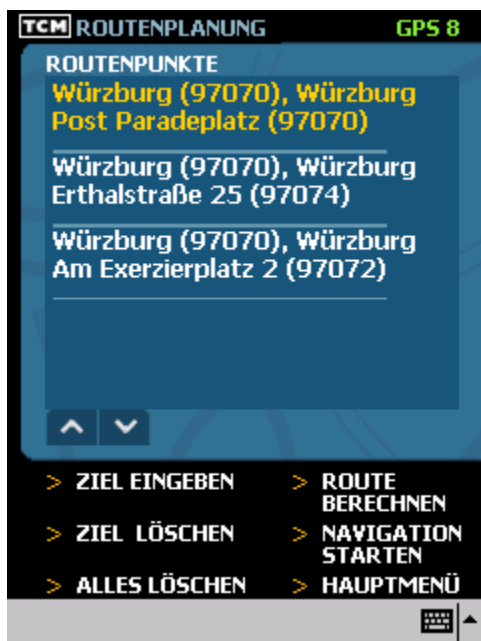 TCM ROUTENPLANUNG GPS 8
ROUTENPUNKTE
Würzburg (97070), Würzburg
Post Paradeplatz (97070)
Würzburg (97070), Würzburg
Erthalstraße 25 (97074)
Würzburg (97070), Würzburg
Am Exerzierplatz 2 (97072)
> ZIEL EINGEBEN
> ROUTE
BERECHNEN
> ZIEL LÖSCHEN
> NAVIGATION
STARTEN
> ALLES LÖSCHEN
> HAUPTMENÜ